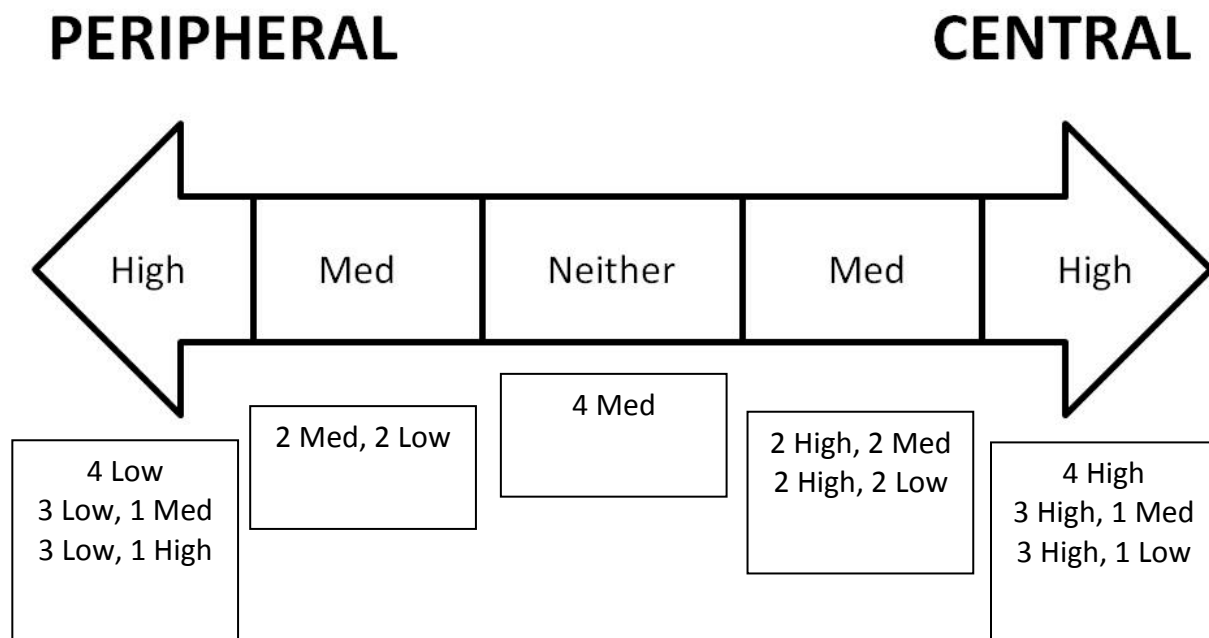 PERIPHERAL
CENTRAL
High
Med
Neither
Med
High
4 Low
3 Low, 1 Med
3 Low, 1 High
2 Med, 2 Low
4 Med
2 High, 2 Med
2 High, 2 Low
4 High
3 High, 1 Med
3 High, 1 Low